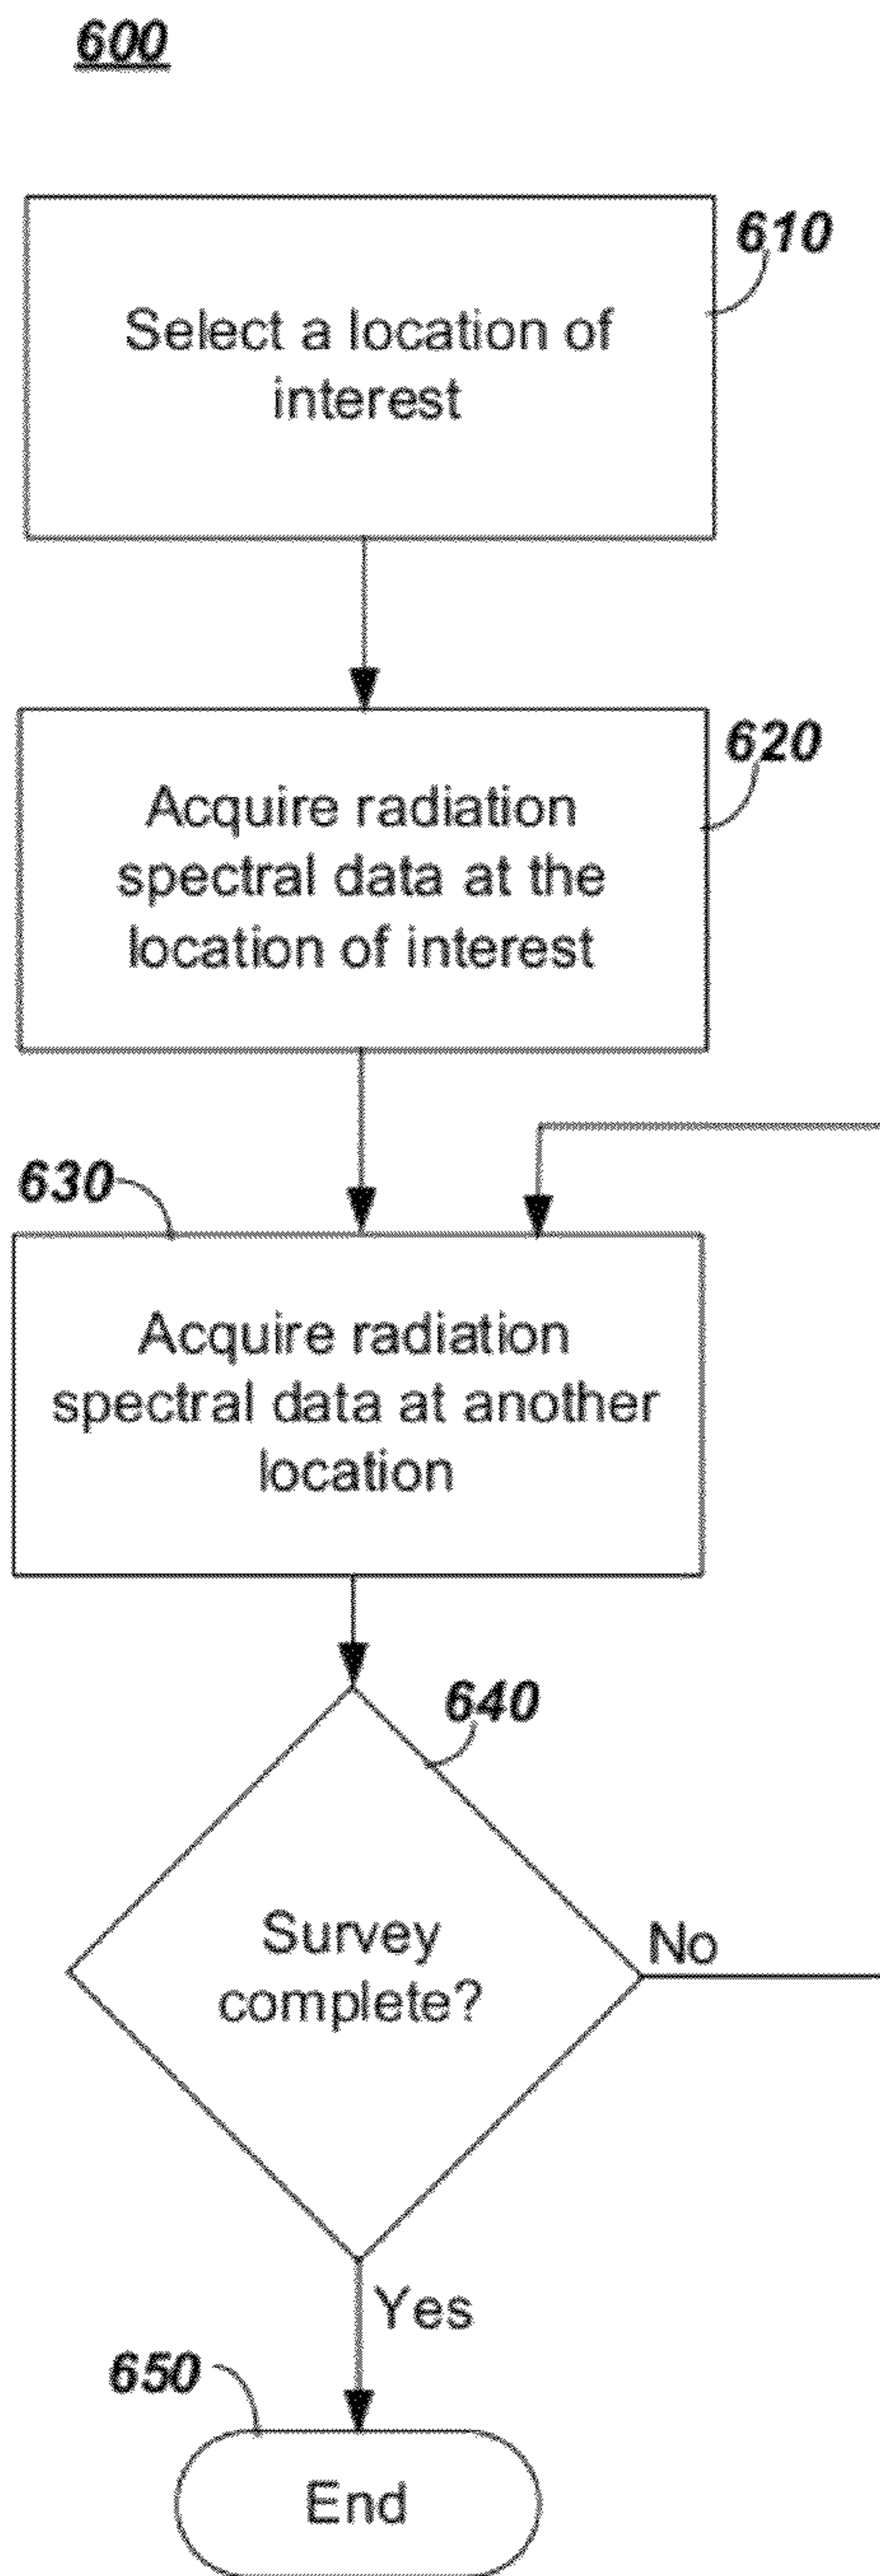 600
610
Select a location of
interest
620
Acquire radiation
spectral data at the
location of interest
630
Acquire radiation
spectral data at another
location
640
Survey
complete?
No
Yes
650
End